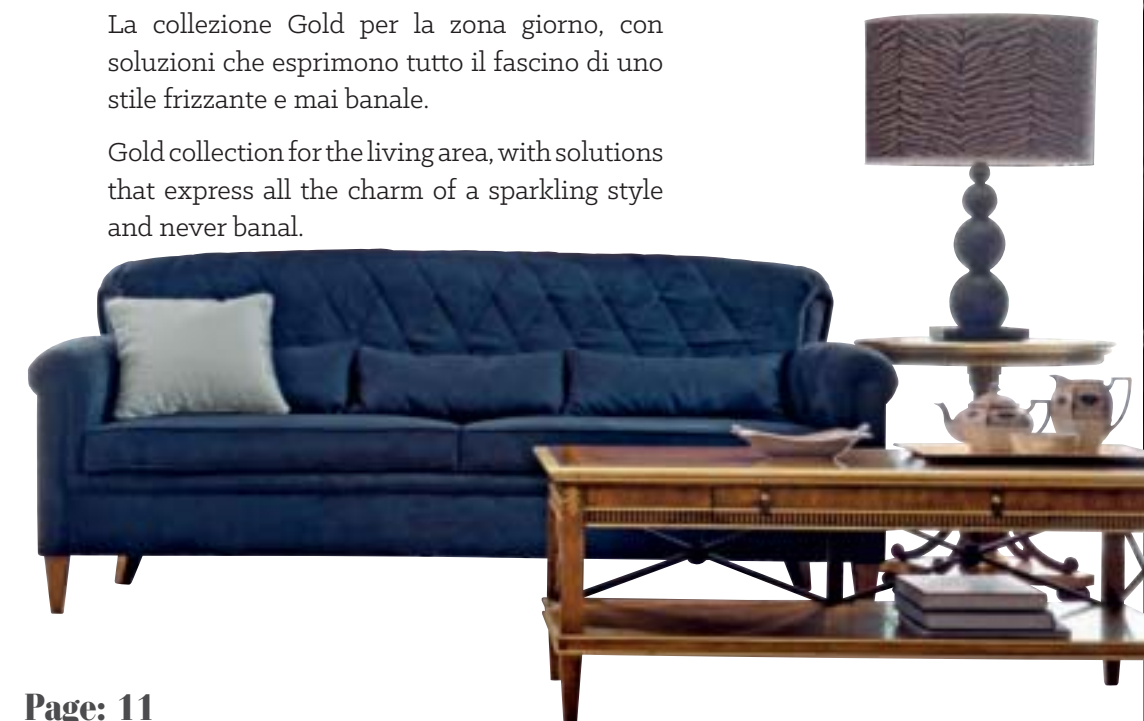 La collezione Gold per la zona giorno, con
soluzioni che esprimono tutto il fascino di uno
stile frizzante e mai banale.
Gold collection for the living area, with solutions
that express all the charm of a sparkling style
and never banal.
Page: 11